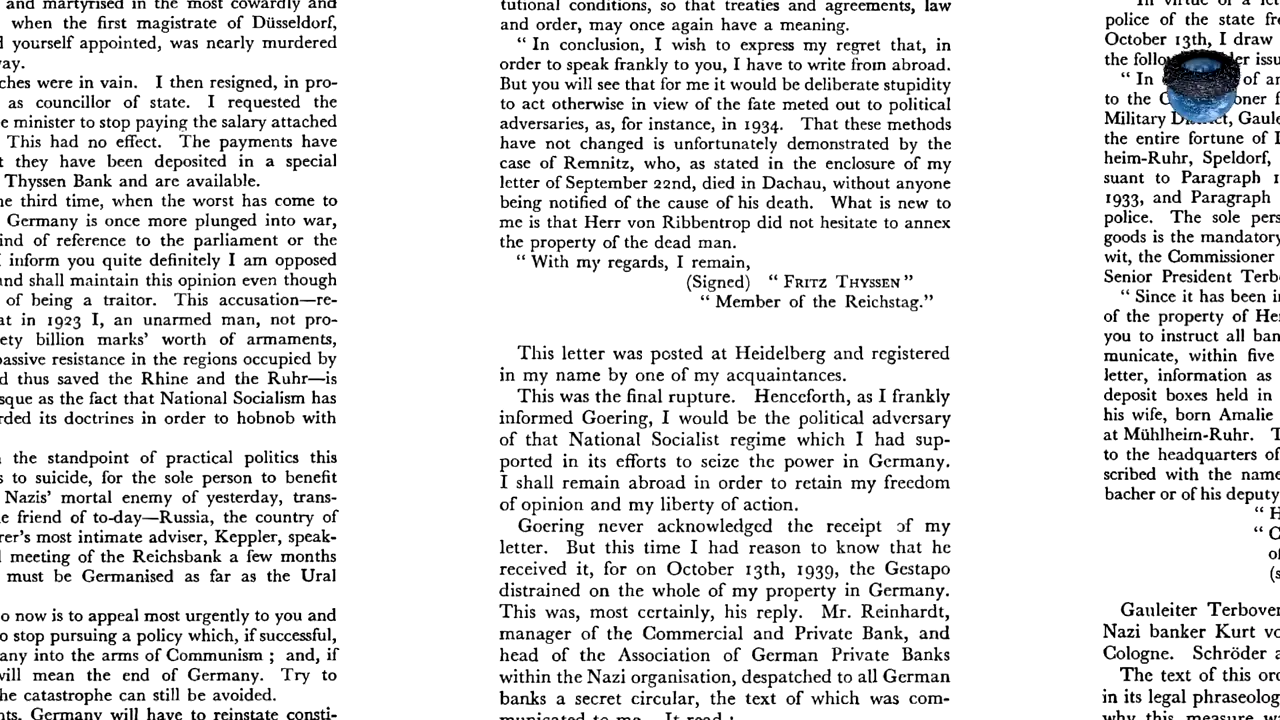 and martyrised in the most cowardly and
when the first magistrate of Düsseldorf,
yourself appointed, was nearly murdered
way.
ches were in vain. I then resigned, in pro-
as councillor of state. I requested the
e minister to stop paying the salary attached
This had no effect. The payments have
t they have been deposited in a special
Thyssen Bank and are available.
he third time, when the worst has come to
Germany is once more plunged into war,
ind of reference to the parliament or the
I inform you quite definitely I am opposed
and shall maintain this opinion even though
of being a traitor. This accusation—re-
at in 1923 I, an unarmed man, not pro-
ety billion marks' worth of armaments,
passive resistance in the regions occupied by
d thus saved the Rhine and the Ruhr—is
sque as the fact that National Socialism has
rded its doctrines in order to hobnob with
the standpoint of practical politics this
s to suicide, for the sole person to benefit
Nazis' mortal enemy of yesterday, trans-
e friend of to-day—Russia, the country of
rer's most intimate adviser, Keppler, speak-
meeting of the Reichsbank a few months
must be Germanised as far as the Ural
o now is to appeal most urgently to you and
o stop pursuing a policy which, if successful,
any into the arms of Communism ; and, if
will mean the end of Germany. Try to
he catastrophe can still be avoided.
nts, Germany will have to reinstate consti-
tutional conditions, so that treaties and agreements, law
and order, may once again have a meaning.
“ In conclusion, I wish to express my regret that, in
order to speak frankly to you, I have to write from abroad.
But you will see that for me it would be deliberate stupidity
to act otherwise in view of the fate meted out to political
adversaries, as, for instance, in 1934. That these methods
have not changed is unfortunately demonstrated by the
case of Remnitz, who, as stated in the enclosure of my
letter of September 22nd, died in Dachau, without anyone
being notified of the cause of his death. What is new to
me is that Herr von Ribbentrop did not hesitate to annex
the property of the dead man.
“ With my regards, I remain,
(Signed) “ FRITZ THYSSEN ”
“ Member of the Reichstag.”
This letter was posted at Heidelberg and registered
in my name by one of my acquaintances.
This was the final rupture. Henceforth, as I frankly
informed Goering, I would be the political adversary
of that National Socialist regime which I had sup-
ported in its efforts to seize the power in Germany.
I shall remain abroad in order to retain my freedom
of opinion and my liberty of action.
Goering never acknowledged the receipt of my
letter. But this time I had reason to know that he
received it, for on October 13th, 1939, the Gestapo
distrained on the whole of my property in Germany.
This was, most certainly, his reply. Mr. Reinhardt,
manager of the Commercial and Private Bank, and
head of the Association of German Private Banks
within the Nazi organisation, despatched to all German
banks a secret circular, the text of which was com-
municated to me. It read :
In virtue of a let
police of the state fr
October 13th, I draw
the follo er issu
“ In of ar
to the C oner f
Military D ct, Gaule
the entire fortune of
heim-Ruhr, Speldorf,
suant to Paragraph 1
1933, and Paragraph
police. The sole pers
goods is the mandatory
wit, the Commissioner
Senior President Terbo
“ Since it has been in
of the property of He
you to instruct all ban
municate, within five
letter, information as
deposit boxes held in
his wife, born Amalie
at Mühlheim-Ruhr. T
to the headquarters of
scribed with the name
bacher or of his deputy
“ H
“ C
of
(s
Gauleiter Terboven
Nazi banker Kurt vo
Cologne. Schröder a
The text of this ord
in its legal phraseolog
why this measure w